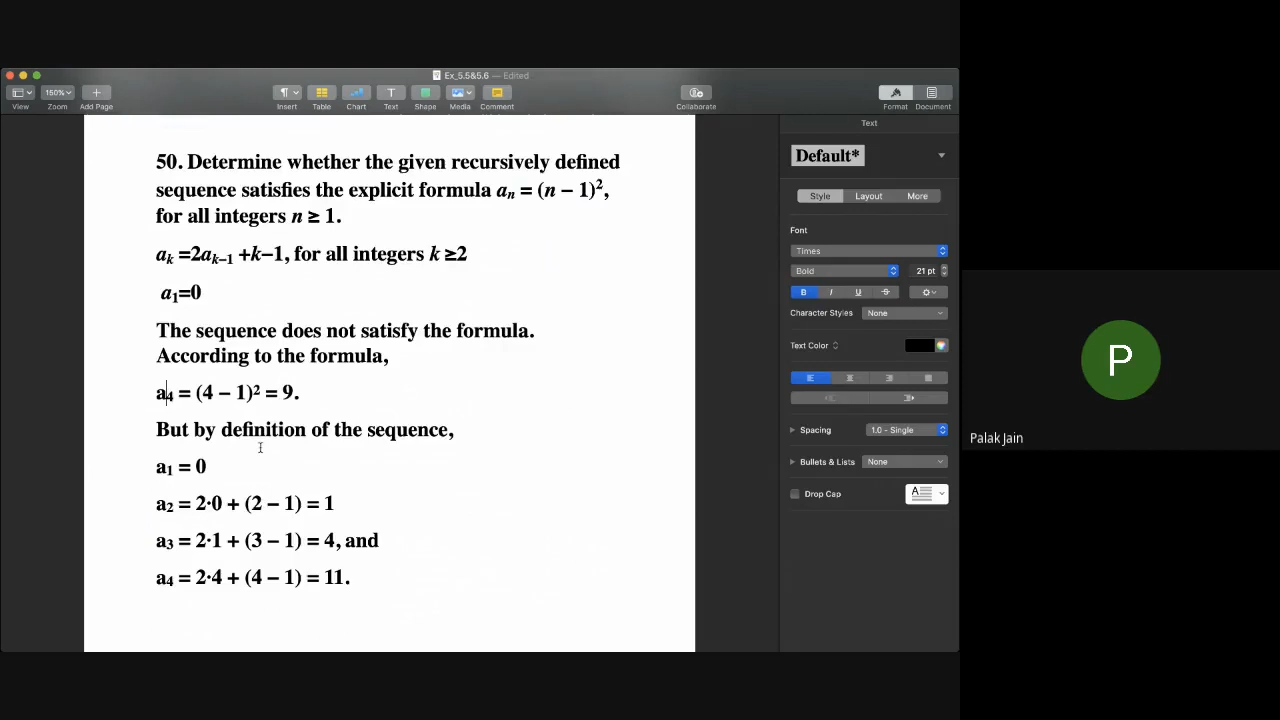 Ex_5.5&5.6 — Edited
150%
View Zoom Add Page Insert Table Chart Text Shape Media Comment Collaborate Format Document
50. Determine whether the given recursively defined
sequence satisfies the explicit formula aₙ = (n − 1)²,
for all integers n ≥ 1.
aₖ =2aₖ₋₁ +k−1, for all integers k ≥2
a₁=0
The sequence does not satisfy the formula.
According to the formula,
a₄ = (4 − 1)² = 9.
But by definition of the sequence,
a₁ = 0
a₂ = 2·0 + (2 − 1) = 1
a₃ = 2·1 + (3 − 1) = 4, and
a₄ = 2·4 + (4 − 1) = 11.
Text
Default*
Style Layout More
Font
Times
Bold 21 pt
B I U S
Character Styles None
Text Color
Spacing 1.0 - Single
Bullets & Lists None
Drop Cap
P
Palak Jain